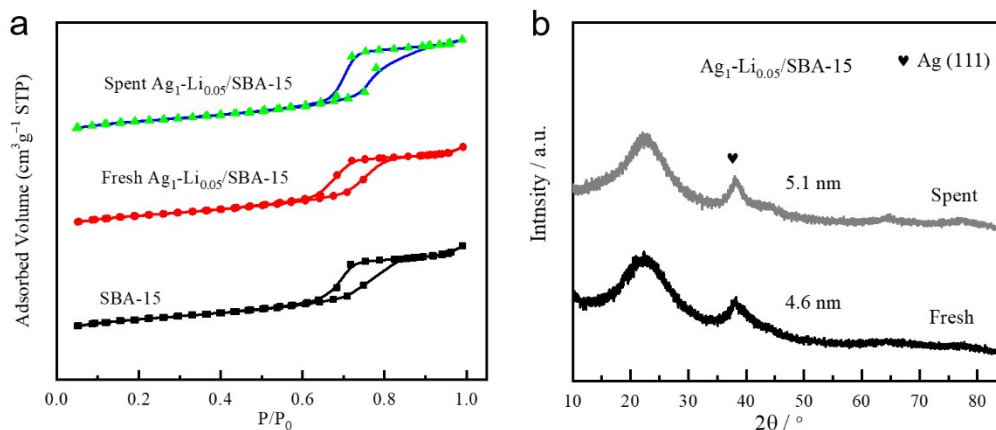 a
Adsorbed Volume (cm³g⁻¹ STP)
Spent Ag₁-Li₀.₀₅/SBA-15
Fresh Ag₁-Li₀.₀₅/SBA-15
SBA-15
0.0 0.2 0.4 0.6 0.8 1.0
P/P₀
b
Intnsity / a.u.
Ag₁-Li₀.₀₅/SBA-15
♥ Ag (111)
5.1 nm
Spent
4.6 nm
Fresh
10 20 30 40 50 60 70 80
2θ / °